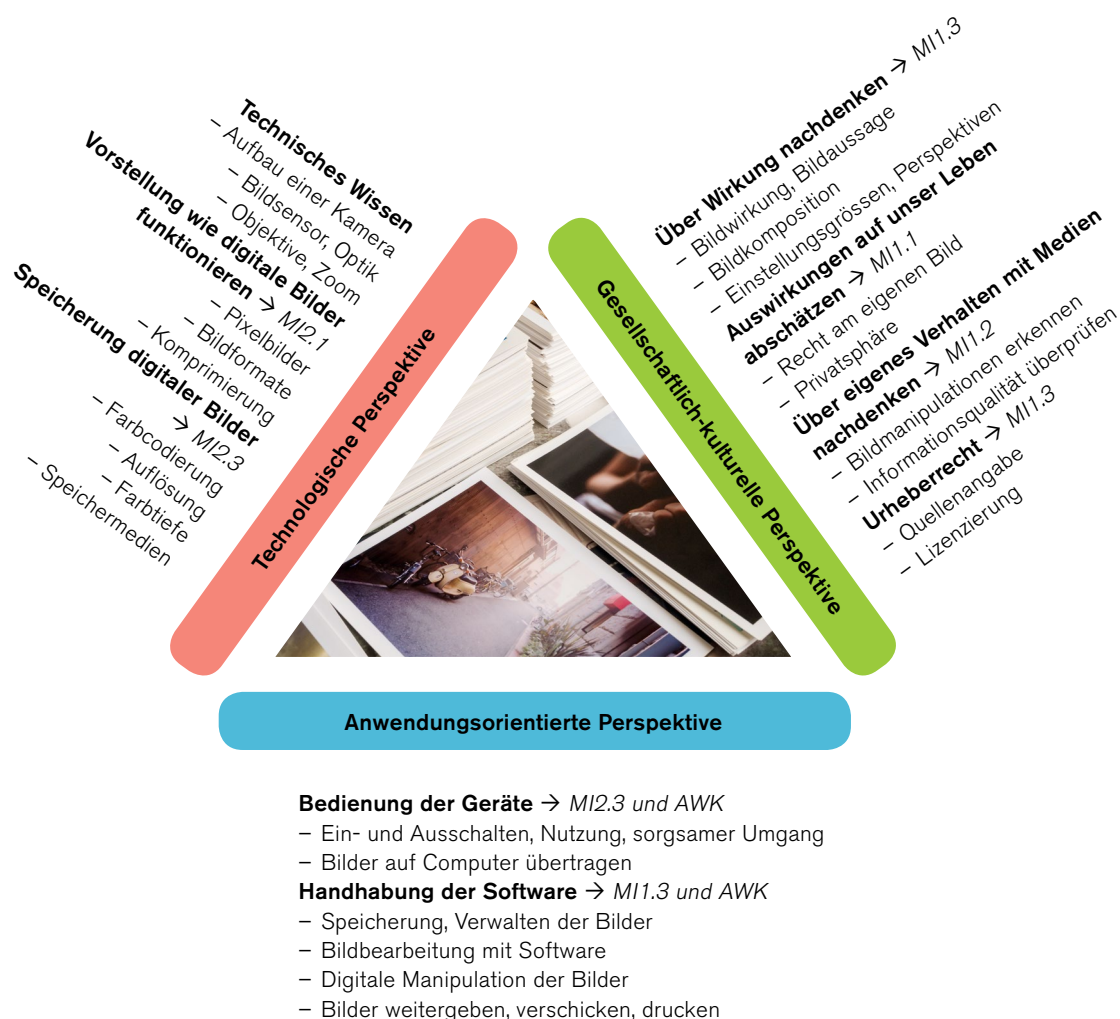 Technisches Wissen
– Aufbau einer Kamera
– Bildsensor, Optik
– Objektive, Zoom
Vorstellung wie digitale Bilder
funktionieren → MI2.1
– Pixelbilder
– Bildformate
– Komprimierung
Speicherung digitaler Bilder
→ MI2.3
– Farbcodierung
– Auflösung
– Farbtiefe
– Speichermedien
Technologische Perspektive
Über Wirkung nachdenken → MI1.3
– Bildwirkung, Bildaussage
– Bildkomposition
– Einstellungsgrössen, Perspektiven
Auswirkungen auf unser Leben
abschätzen → MI1.1
– Recht am eigenen Bild
– Privatsphäre
Über eigenes Verhalten mit Medien
nachdenken → MI1.2
– Bildmanipulationen erkennen
– Informationsqualität überprüfen
Urheberrecht → MI1.3
– Quellenangabe
– Lizenzierung
Gesellschaftlich-kulturelle Perspektive
Anwendungsorientierte Perspektive
Bedienung der Geräte → MI2.3 und AWK
– Ein- und Ausschalten, Nutzung, sorgsamer Umgang
– Bilder auf Computer übertragen
Handhabung der Software → MI1.3 und AWK
– Speicherung, Verwalten der Bilder
– Bildbearbeitung mit Software
– Digitale Manipulation der Bilder
– Bilder weitergeben, verschicken, drucken